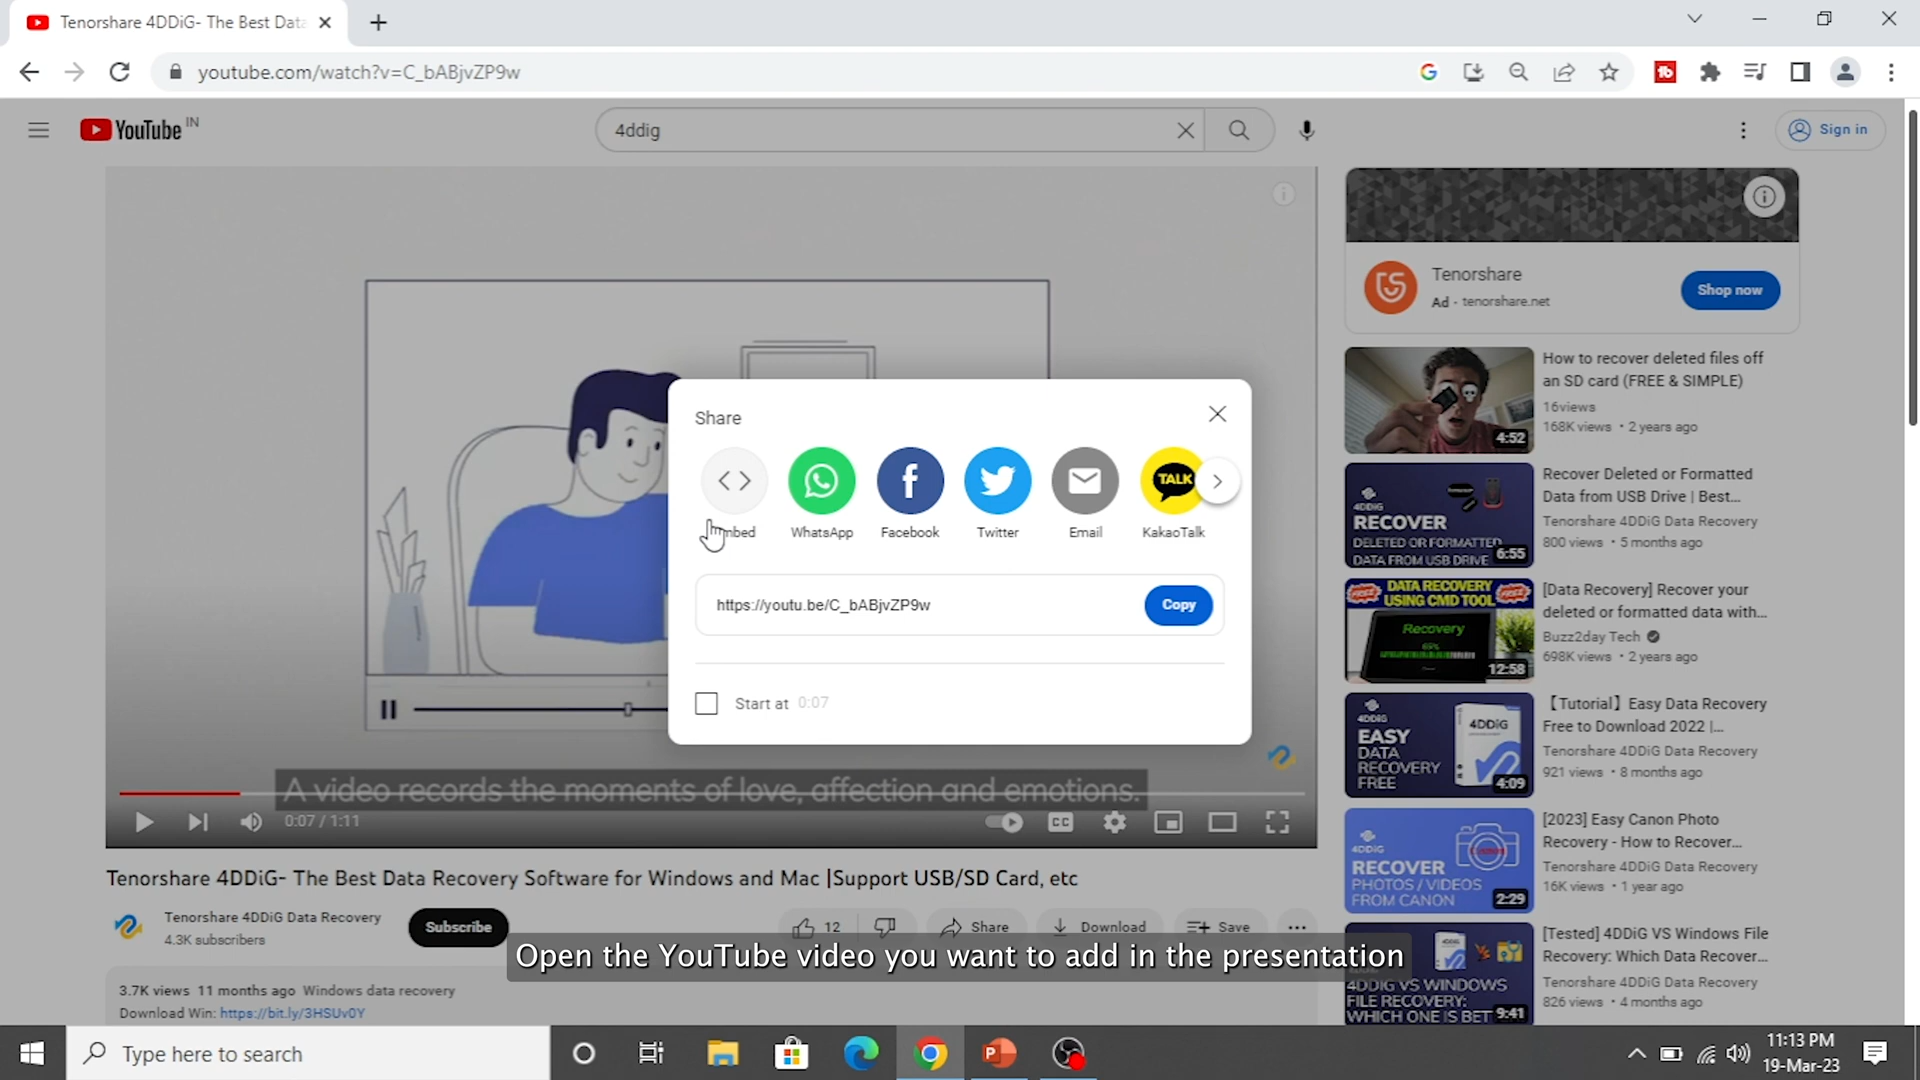 Tenorshare 4DDiG- The Best Data
youtube.com/watch?v=C_bABjvZP9w
YouTube IN
4ddig
Sign in
Share
Embed
WhatsApp
Facebook
Twitter
Email
TALK
KakaoTalk
https://youtu.be/C_bABjvZP9w
Copy
Start at 0:07
A video records the moments of love, affection and emotions.
0:07 / 1:11
CC
Tenorshare 4DDiG- The Best Data Recovery Software for Windows and Mac |Support USB/SD Card, etc
Tenorshare 4DDiG Data Recovery
4.3K subscribers
Subscribe
12
Share
Download
Save
Open the YouTube video you want to add in the presentation
3.7K views 11 months ago Windows data recovery
Download Win: https://bit.ly/3HSUv0Y
Tenorshare
Ad - tenorshare.net
Shop now
How to recover deleted files off
an SD card (FREE & SIMPLE)
16views
168K views • 2 years ago
4:52
4DDiG
RECOVER
DELETED OR FORMATTED
DATA FROM USB DRIVE
6:55
Recover Deleted or Formatted
Data from USB Drive | Best...
Tenorshare 4DDiG Data Recovery
800 views • 5 months ago
FREE
DATA RECOVERY
USING CMD TOOL
FREE
Recovery
12:58
[Data Recovery] Recover your
deleted or formatted data with...
Buzz2day Tech
698K views • 2 years ago
4DDiG
EASY
DATA
RECOVERY
FREE
4DDiG
4:09
【Tutorial】Easy Data Recovery
Free to Download 2022 |...
Tenorshare 4DDiG Data Recovery
921 views • 8 months ago
4DDiG
RECOVER
PHOTOS / VIDEOS
FROM CANON
2:29
[2023] Easy Canon Photo
Recovery - How to Recover...
Tenorshare 4DDiG Data Recovery
16K views • 1 year ago
4DDIG VS WINDOWS
FILE RECOVERY:
WHICH ONE IS BET
9:41
[Tested] 4DDiG VS Windows File
Recovery: Which Data Recover...
Tenorshare 4DDiG Data Recovery
826 views • 4 months ago
Type here to search
P
11:13 PM
19-Mar-23